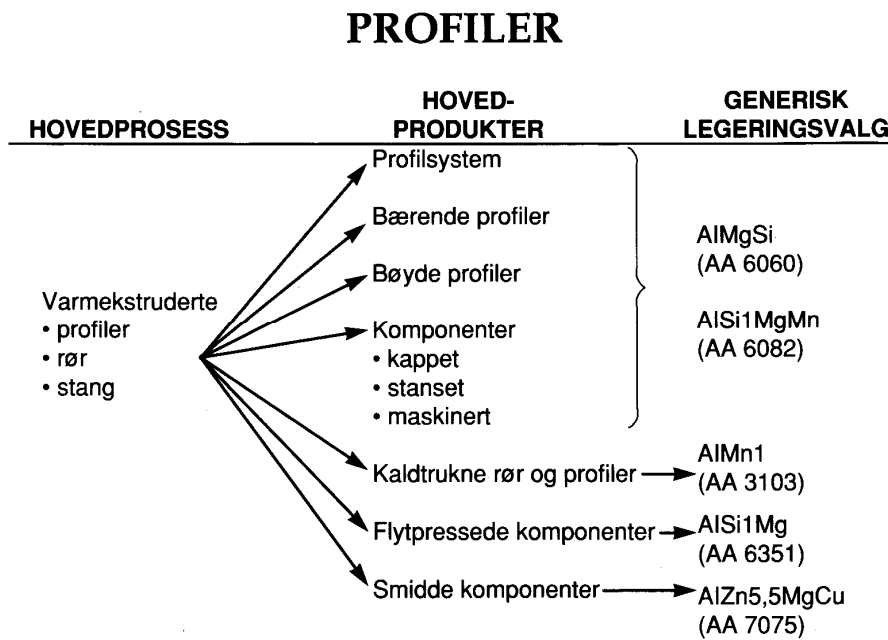 PROFILER
HOVEDPROSESS
HOVED-
PRODUKTER
GENERISK
LEGERINGSVALG
Varmekstruderte
• profiler
• rør
• stang
Profilsystem
Bærende profiler
Bøyde profiler
Komponenter
• kappet
• stanset
• maskinert
Kaldtrukne rør og profiler
Flytpressede komponenter
Smidde komponenter
AlMgSi
(AA 6060)
AlSi1MgMn
(AA 6082)
AlMn1
(AA 3103)
AlSi1Mg
(AA 6351)
AlZn5,5MgCu
(AA 7075)